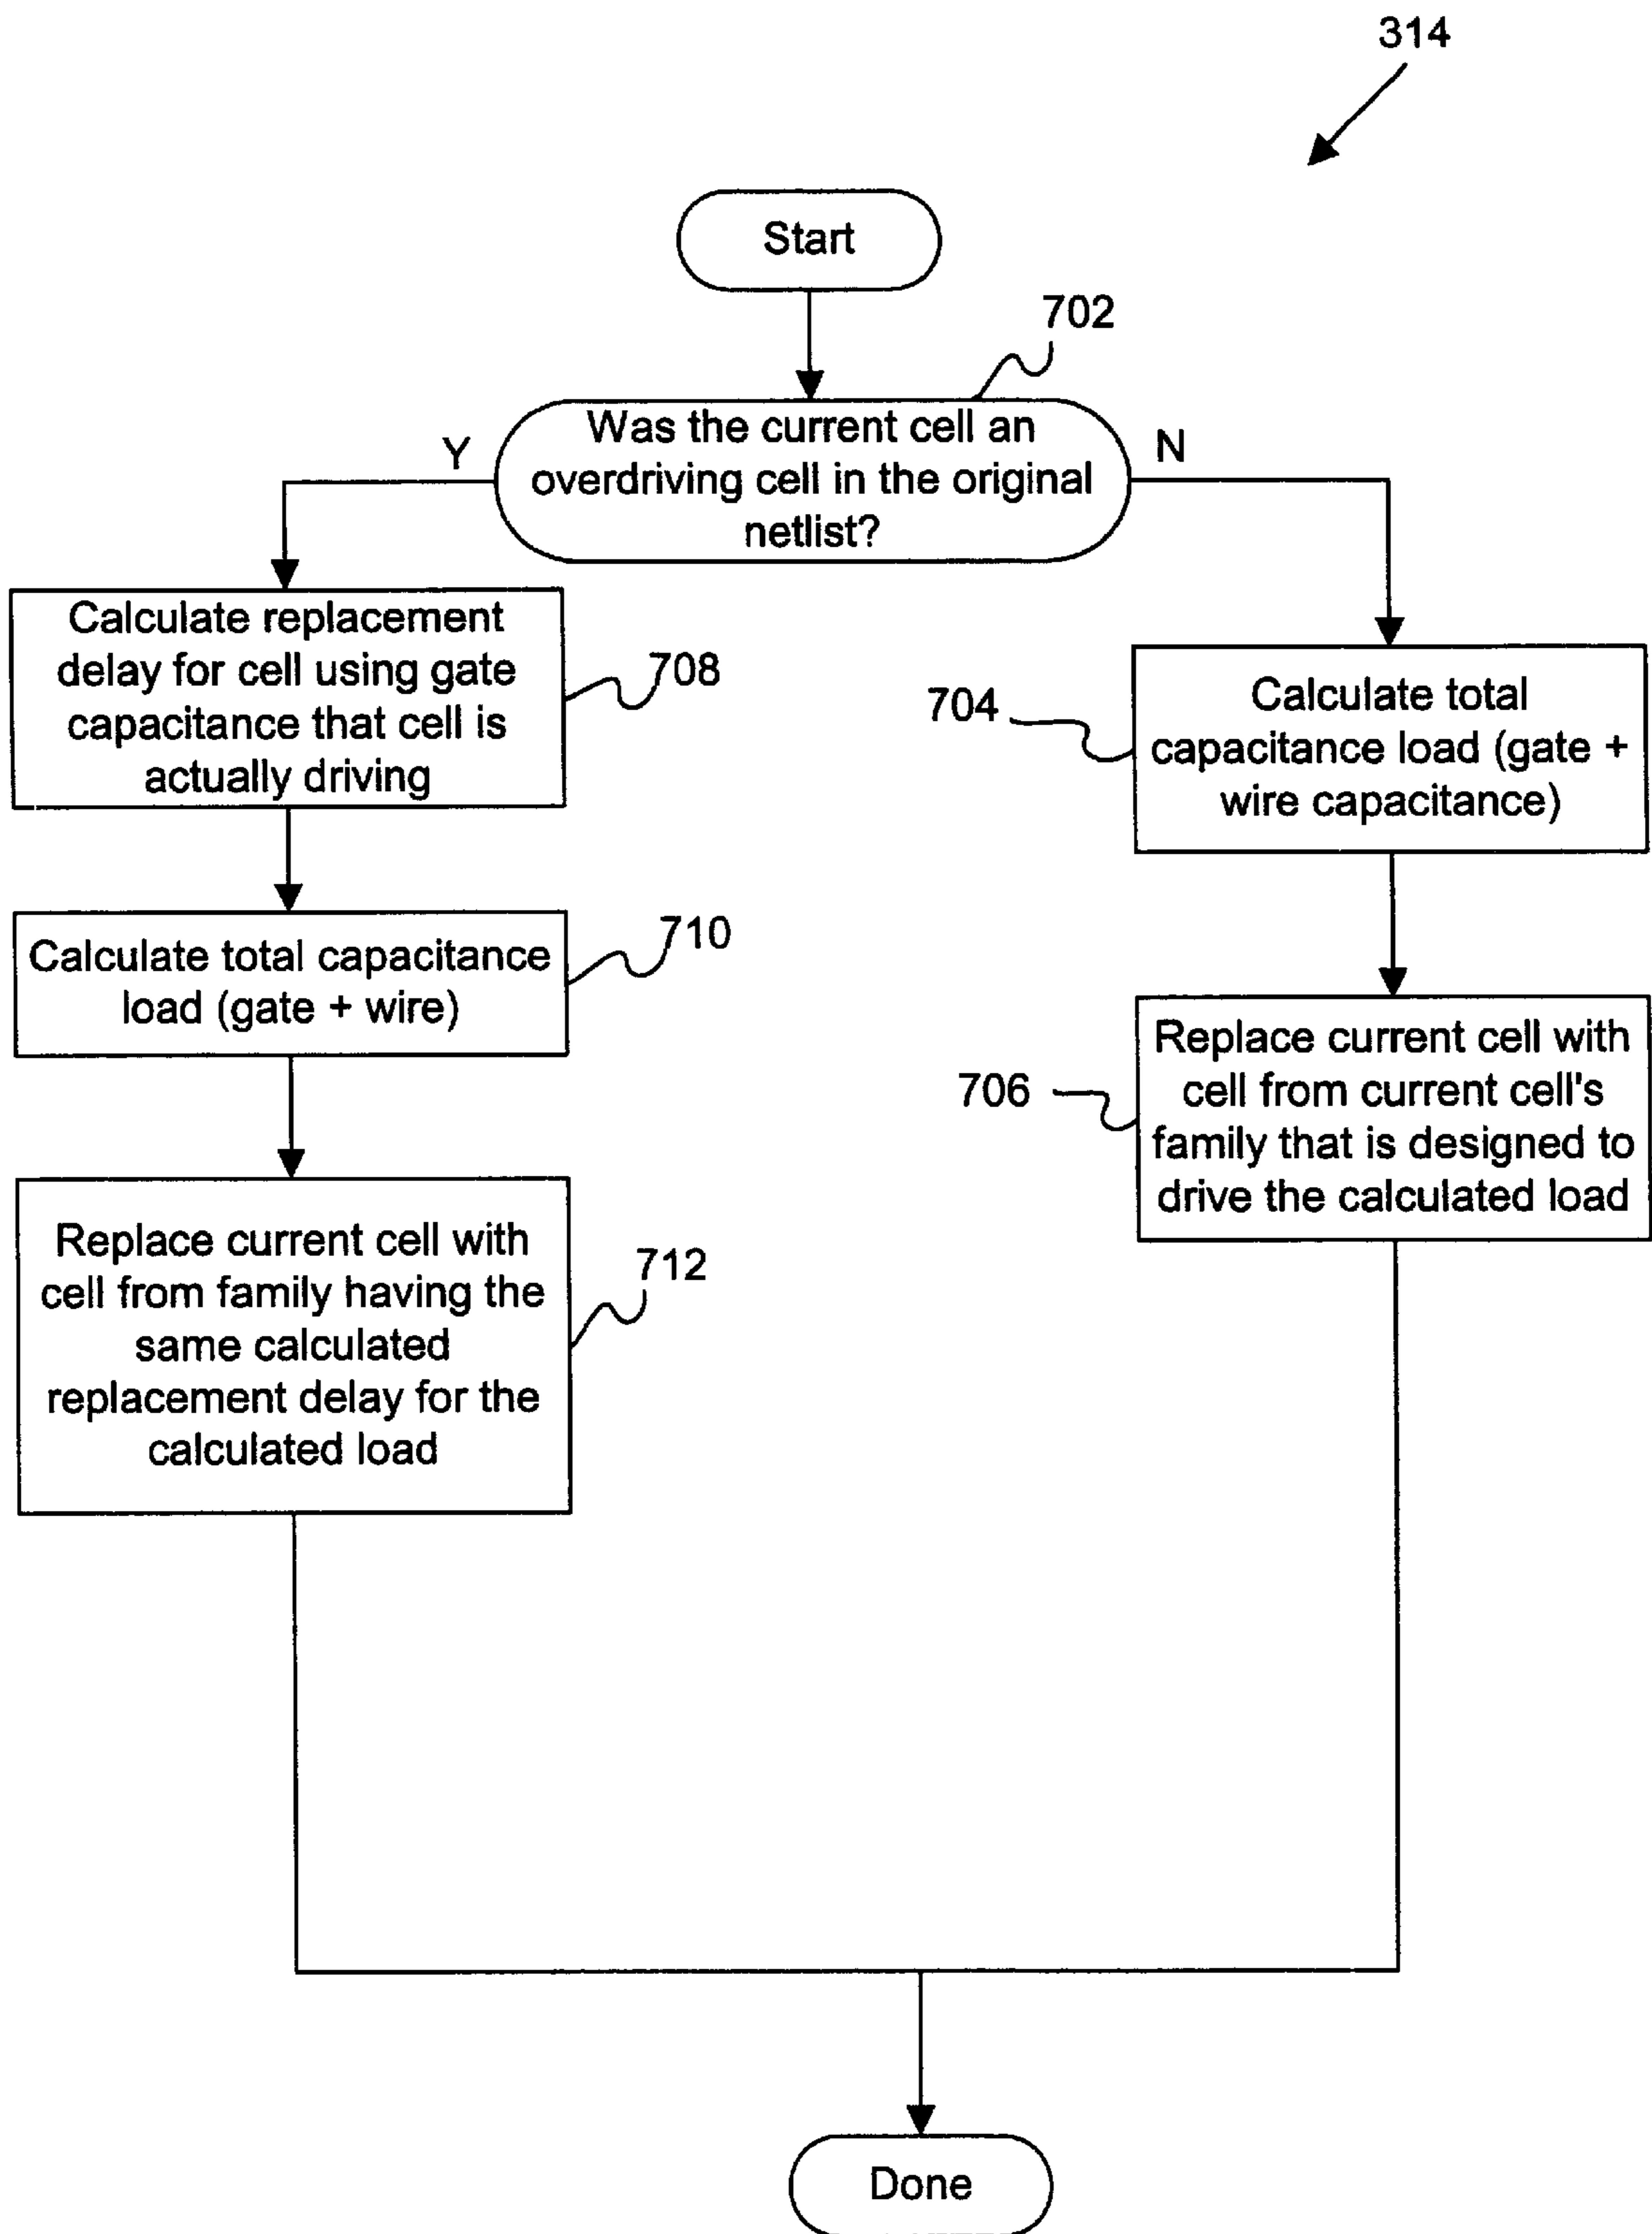 314
Start
702
Was the current cell an
overdriving cell in the original
netlist?
Y
N
Calculate replacement
delay for cell using gate
capacitance that cell is
actually driving
708
704
Calculate total
capacitance load (gate +
wire capacitance)
Calculate total capacitance
load (gate + wire)
710
706
Replace current cell with
cell from current cell's
family that is designed to
drive the calculated load
Replace current cell with
cell from family having the
same calculated
replacement delay for the
calculated load
712
Done